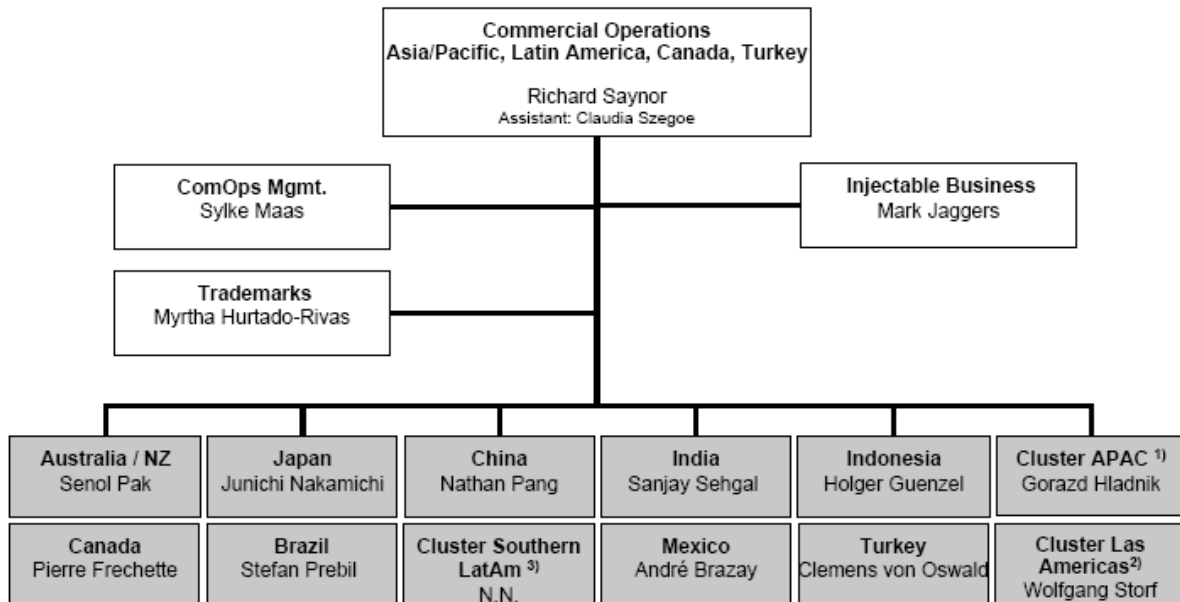 Commercial Operations
Asia/Pacific, Latin America, Canada, Turkey
Richard Saynor
Assistant: Claudia Szegoe
ComOps Mgmt.
Sylke Maas
Injectable Business
Mark Jaggers
Trademarks
Myrtha Hurtado-Rivas
Australia / NZ
Senol Pak
Japan
Junichi Nakamichi
China
Nathan Pang
India
Sanjay Sehgal
Indonesia
Holger Guenzel
Cluster APAC 1)
Gorazd Hladnik
Canada
Pierre Frechette
Brazil
Stefan Prebil
Cluster Southern
LatAm 3)
N.N.
Mexico
André Brazay
Turkey
Clemens von Oswald
Cluster Las
Americas2)
Wolfgang Storf